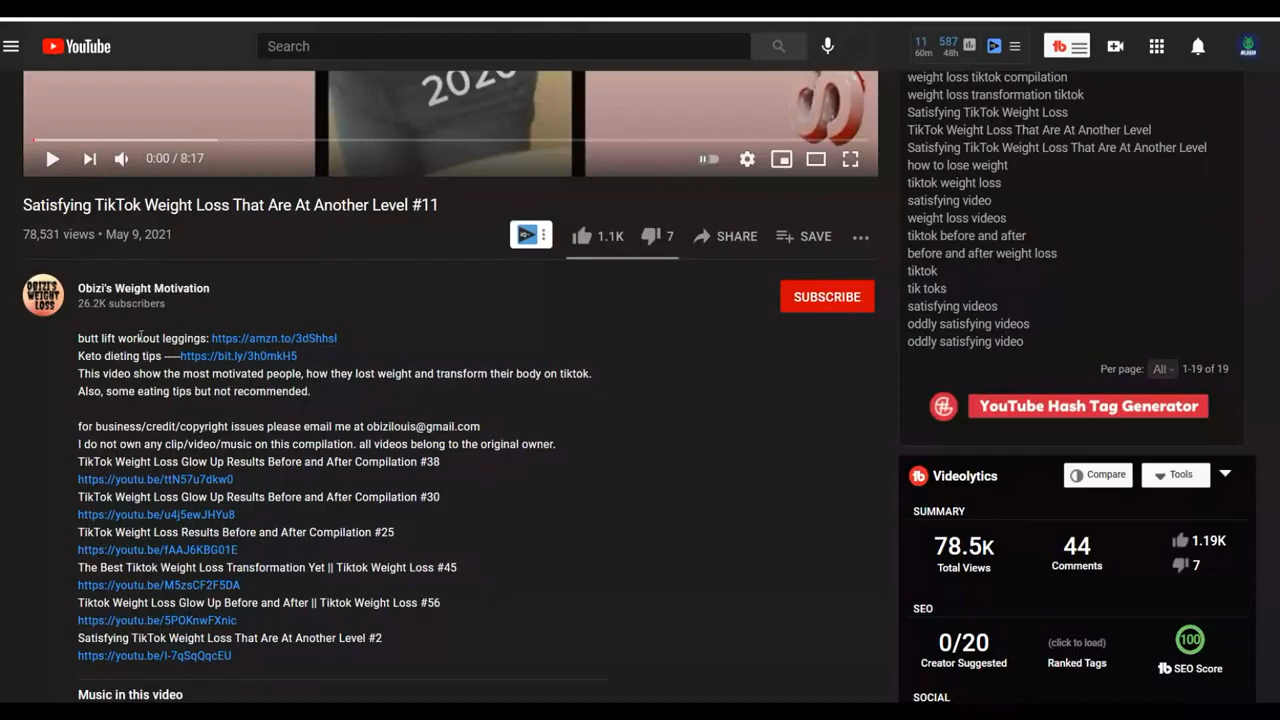 YouTube
Search
11 60m
587 48h
2020
0:00 / 8:17
Satisfying TikTok Weight Loss That Are At Another Level #11
78,531 views • May 9, 2021
1.1K
7
SHARE
SAVE
OBIZI'S WEIGHT LOSS
Obizi's Weight Motivation
26.2K subscribers
SUBSCRIBE
butt lift workout leggings: https://amzn.to/3dShhsI
Keto dieting tips -----https://bit.ly/3h0mkH5
This video show the most motivated people, how they lost weight and transform their body on tiktok.
Also, some eating tips but not recommended.
for business/credit/copyright issues please email me at obizilouis@gmail.com
I do not own any clip/video/music on this compilation. all videos belong to the original owner.
TikTok Weight Loss Glow Up Results Before and After Compilation #38
https://youtu.be/ttN57u7dkw0
TikTok Weight Loss Glow Up Results Before and After Compilation #30
https://youtu.be/u4j5ewJHYu8
TikTok Weight Loss Results Before and After Compilation #25
https://youtu.be/fAAJ6KBG01E
The Best Tiktok Weight Loss Transformation Yet || Tiktok Weight Loss #45
https://youtu.be/M5zsCF2F5DA
Tiktok Weight Loss Glow Up Before and After || Tiktok Weight Loss #56
https://youtu.be/5POKnwFXnic
Satisfying TikTok Weight Loss That Are At Another Level #2
https://youtu.be/I-7qSqQqcEU
Music in this video
weight loss tiktok compilation
weight loss transformation tiktok
Satisfying TikTok Weight Loss
TikTok Weight Loss That Are At Another Level
Satisfying TikTok Weight Loss That Are At Another Level
how to lose weight
tiktok weight loss
satisfying video
weight loss videos
tiktok before and after
before and after weight loss
tiktok
tik toks
satisfying videos
oddly satisfying videos
oddly satisfying video
Per page: All 1-19 of 19
YouTube Hash Tag Generator
tb Videolytics
Compare
Tools
SUMMARY
78.5K
Total Views
44
Comments
1.19K
7
SEO
0/20
Creator Suggested
(click to load)
Ranked Tags
100
tb SEO Score
SOCIAL